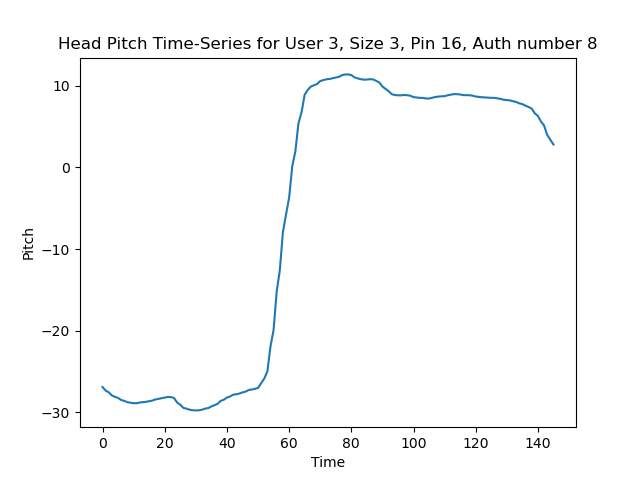 Head Pitch Time-Series for User 3, Size 3, Pin 16, Auth number 8
10
0
−10
−20
−30
Pitch
0 20 40 60 80 100 120 140
Time